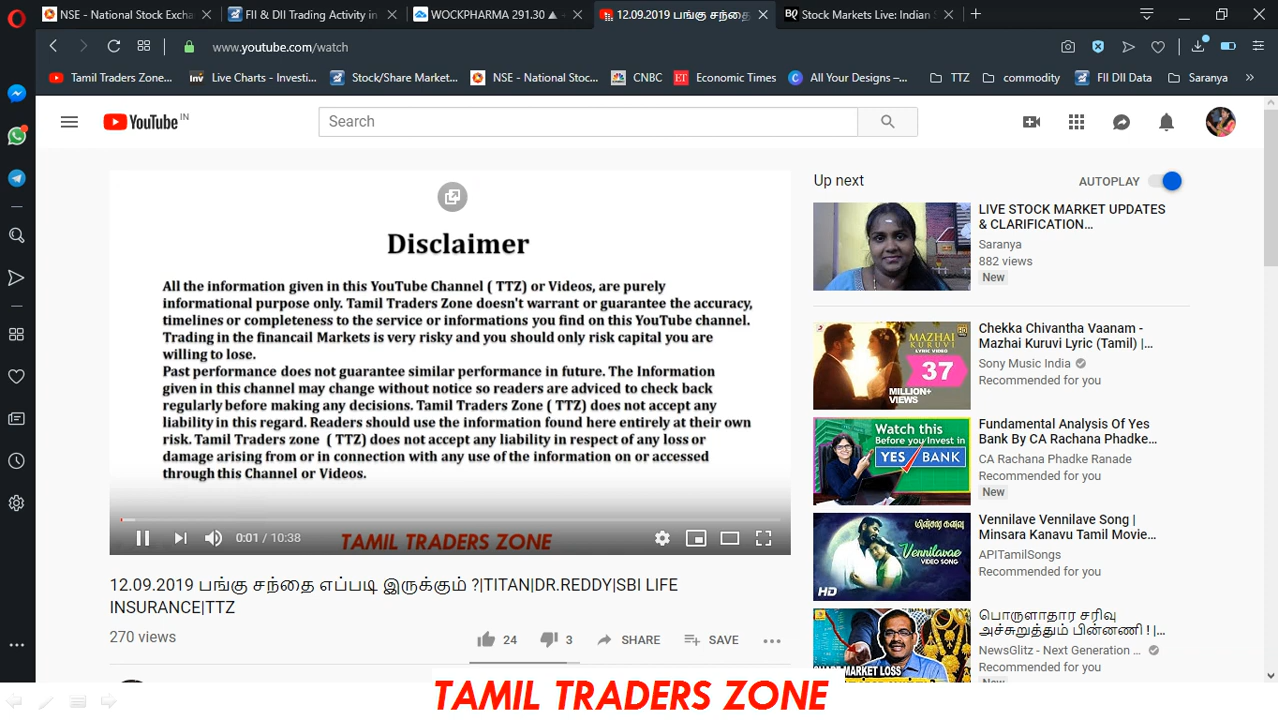 NSE - National Stock Excha
FII & DII Trading Activity in
WOCKPHARMA 291.30 ▲
12.09.2019 பங்கு சந்தை
BQ Stock Markets Live: Indian S
www.youtube.com/watch
Tamil Traders Zone...
Inv Live Charts - Investi...
Stock/Share Market...
NSE - National Stoc...
CNBC
ET Economic Times
C All Your Designs –...
TTZ
commodity
FII DII Data
Saranya
YouTube IN
Search
Disclaimer
All the information given in this YouTube Channel ( TTZ) or Videos, are purely
informational purpose only. Tamil Traders Zone doesn't warrant or guarantee the accuracy,
timelines or completeness to the service or informations you find on this YouTube channel.
Trading in the financail Markets is very risky and you should only risk capital you are
willing to lose.
Past performance does not guarantee similar performance in future. The Information
given in this channel may change without notice so readers are adviced to check back
regularly before making any decisions. Tamil Traders Zone ( TTZ) does not accept any
liability in this regard. Readers should use the information found here entirely at their own
risk. Tamil Traders zone ( TTZ) does not accept any liability in respect of any loss or
damage arising from or in connection with any use of the information on or accessed
through this Channel or Videos.
0:01 / 10:38
TAMIL TRADERS ZONE
12.09.2019 பங்கு சந்தை எப்படி இருக்கும் ?|TITAN|DR.REDDY|SBI LIFE
INSURANCE|TTZ
270 views
24
3
SHARE
SAVE
Up next
AUTOPLAY
LIVE STOCK MARKET UPDATES
& CLARIFICATION...
Saranya
882 views
New
MAZHAI
KURUVI
LYRIC VIDEO
37
MILLION+
VIEWS
Chekka Chivantha Vaanam -
Mazhai Kuruvi Lyric (Tamil) |...
Sony Music India
Recommended for you
Watch this
Before you Invest in
YES BANK
Fundamental Analysis Of Yes
Bank By CA Rachana Phadke...
CA Rachana Phadke Ranade
Recommended for you
New
மின்சார கனவு
Vennilavae
VIDEO SONG
HD
Vennilave Vennilave Song |
Minsara Kanavu Tamil Movie...
APITamilSongs
Recommended for you
SHARE MARKET LOSS
பொருளாதார சரிவு
அச்சுறுத்தும் பின்னணி ! |...
NewsGlitz - Next Generation ...
Recommended for you
New
TAMIL TRADERS ZONE